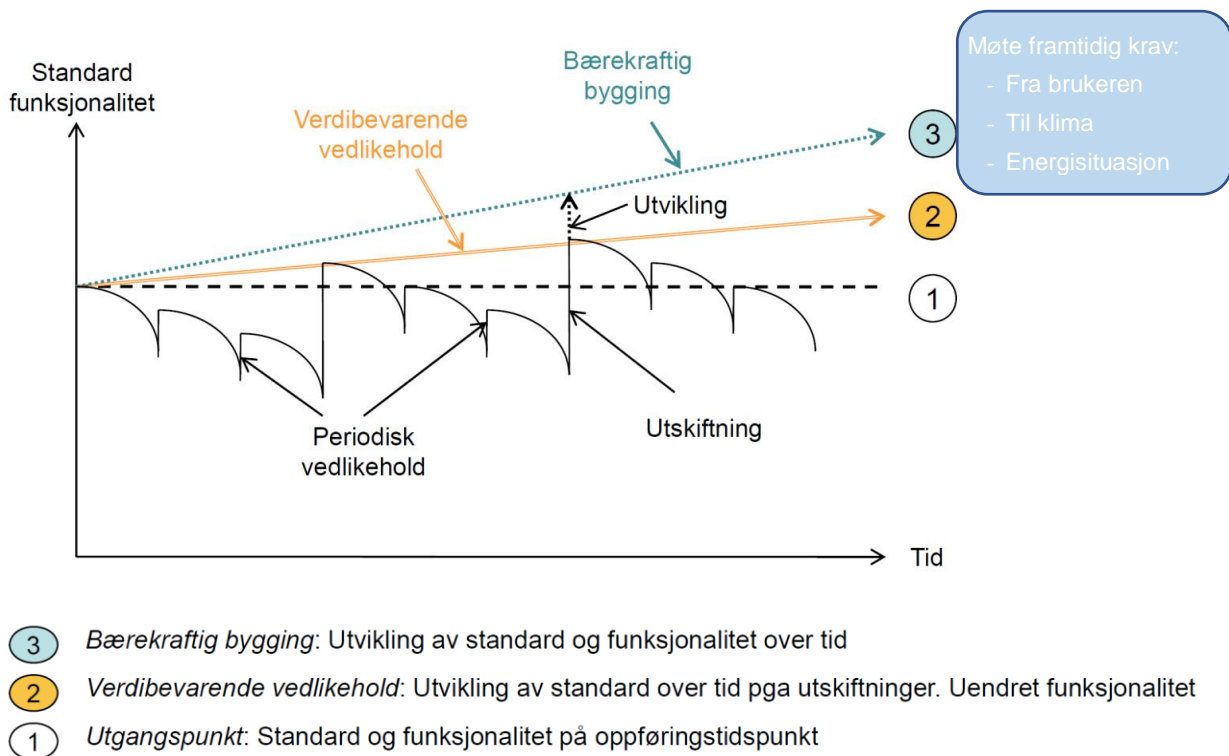 Standard
funksjonalitet
Verdibevarende
vedlikehold
Bærekraftig
bygging
Møte framtidig krav:
- Fra brukeren
- Til klima
- Energisituasjon
3
Utvikling
2
1
Periodisk
vedlikehold
Utskiftning
Tid
3 Bærekraftig bygging: Utvikling av standard og funksjonalitet over tid
2 Verdibevarende vedlikehold: Utvikling av standard over tid pga utskiftninger. Uendret funksjonalitet
1 Utgangspunkt: Standard og funksjonalitet på oppføringstidspunkt